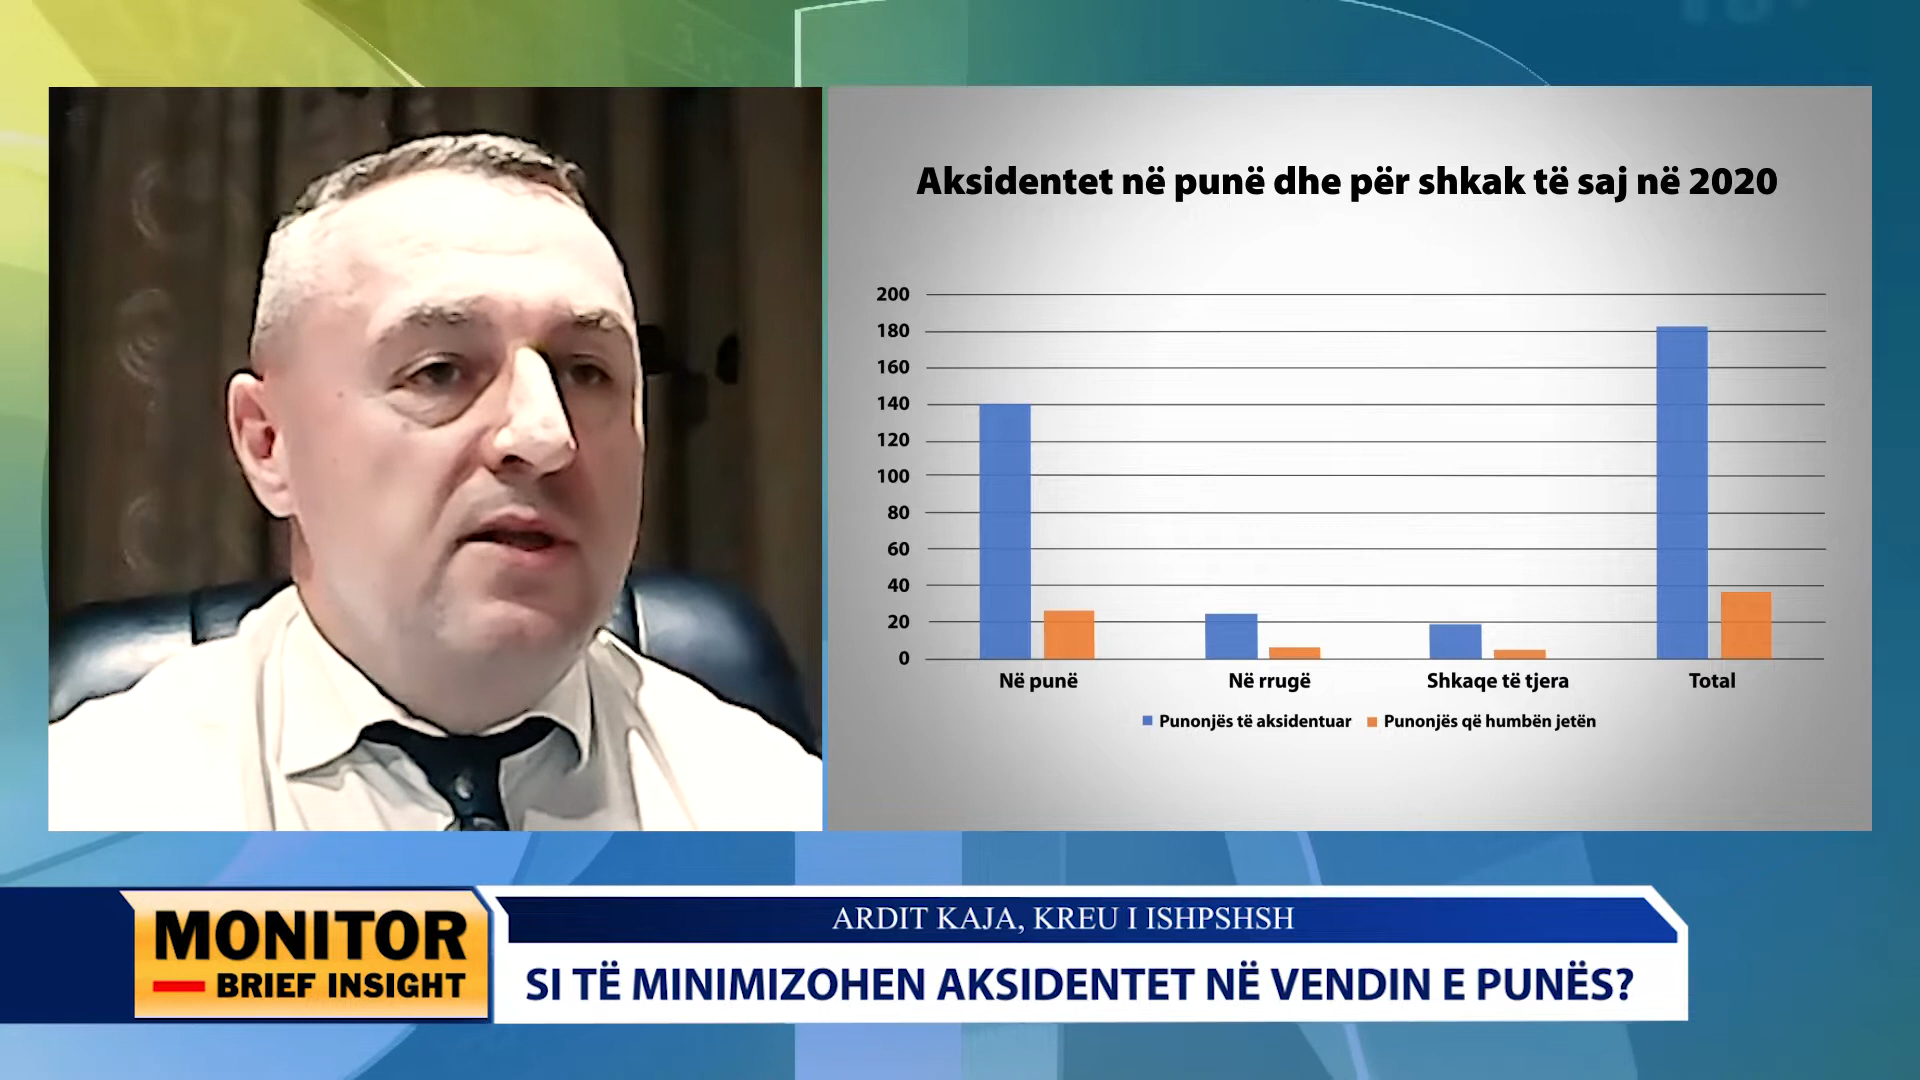 Aksidentet në punë dhe për shkak të saj në 2020
200
180
160
140
120
100
80
60
40
20
0
Në punë
Në rrugë
Shkaqe të tjera
Total
Punonjës të aksidentuar
Punonjës që humbën jetën
MONITOR
BRIEF INSIGHT
ARDIT KAJA, KREU I ISHPSHSH
SI TË MINIMIZOHEN AKSIDENTET NË VENDIN E PUNËS?